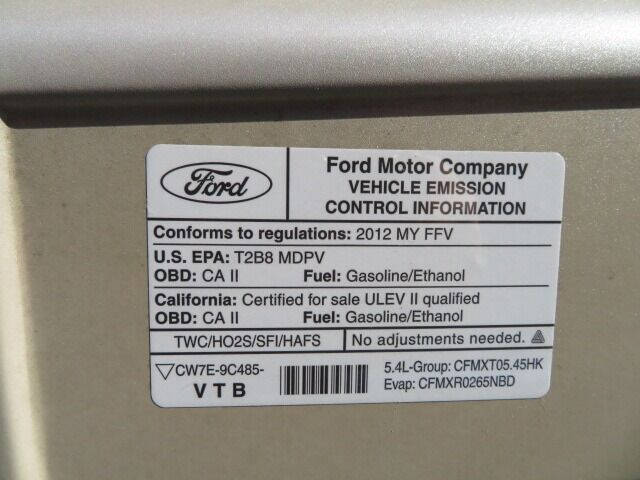 Ford
Ford Motor Company
VEHICLE EMISSION
CONTROL INFORMATION
Conforms to regulations: 2012 MY FFV
U.S. EPA: T2B8 MDPV
OBD: CA II Fuel: Gasoline/Ethanol
California: Certified for sale ULEV II qualified
OBD: CA II Fuel: Gasoline/Ethanol
TWC/HO2S/SFI/HAFS No adjustments needed.
CW7E-9C485-
V T B
5.4L-Group: CFMXT05.45HK
Evap: CFMXR0265NBD